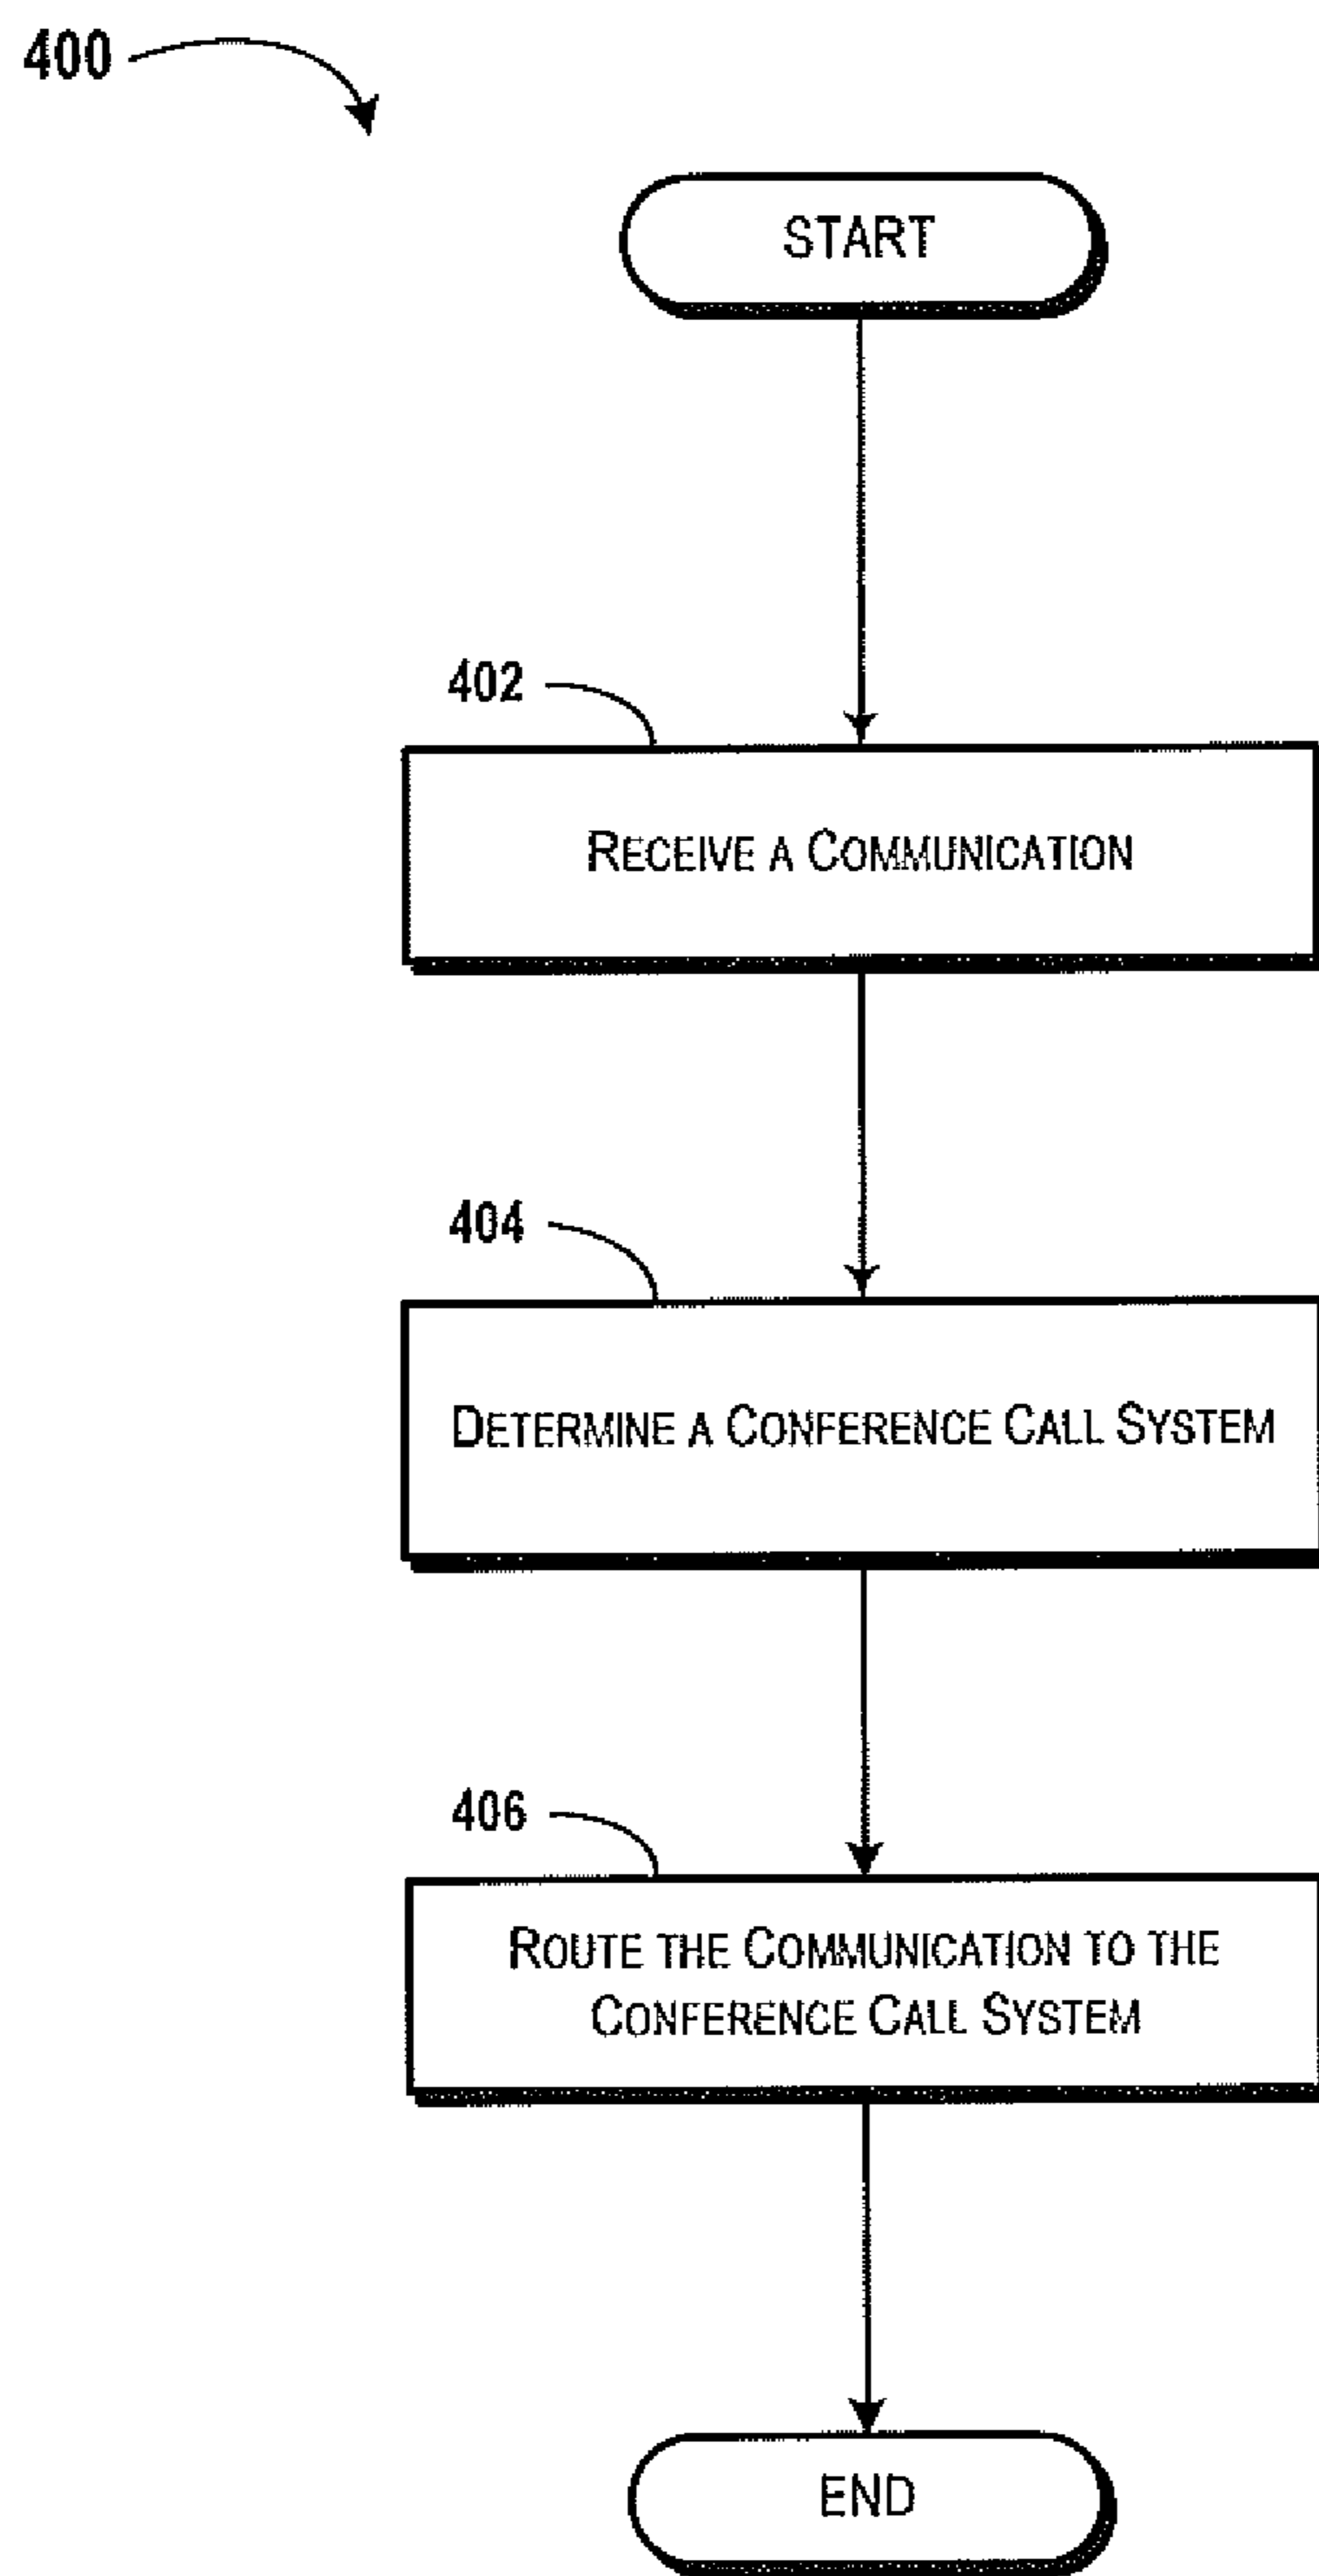 400
START
402
RECEIVE A COMMUNICATION
404
DETERMINE A CONFERENCE CALL SYSTEM
406
ROUTE THE COMMUNICATION TO THE
CONFERENCE CALL SYSTEM
END